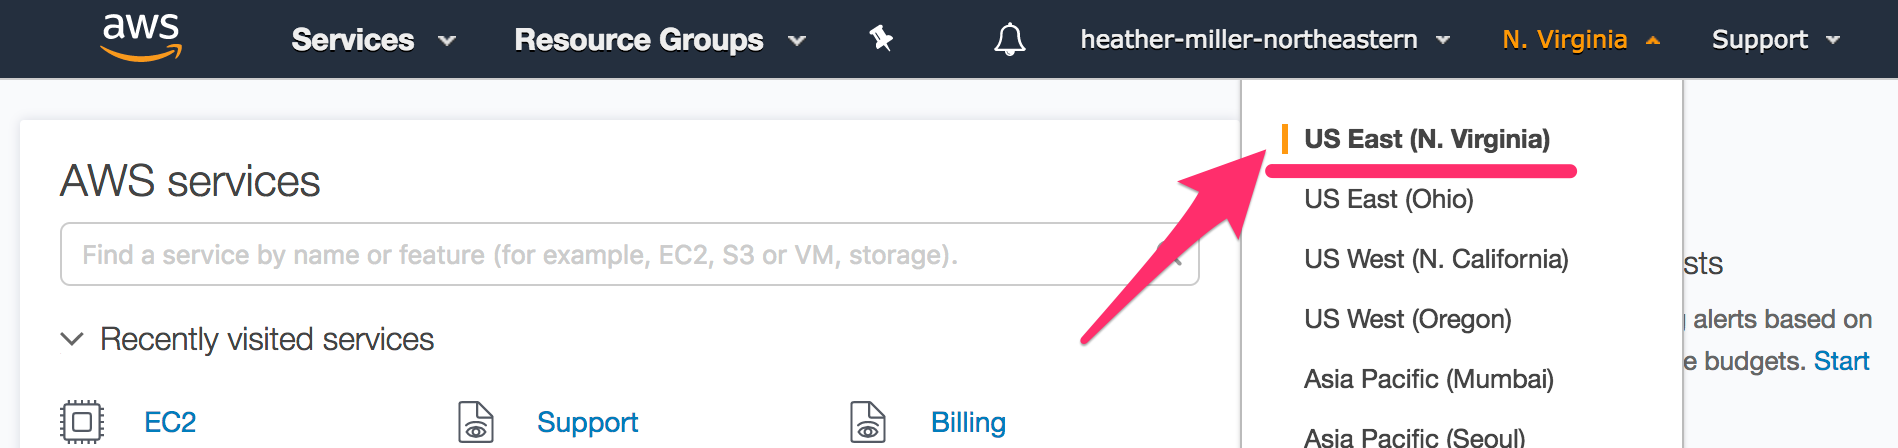 aws Services Resource Groups heather-miller-northeastern N. Virginia Support
AWS services
Find a service by name or feature (for example, EC2, S3 or VM, storage).
Recently visited services
EC2 Support Billing
US East (N. Virginia)
US East (Ohio)
US West (N. California)
US West (Oregon)
Asia Pacific (Mumbai)
Asia Pacific (Seoul)
sts
alerts based on
e budgets. Start